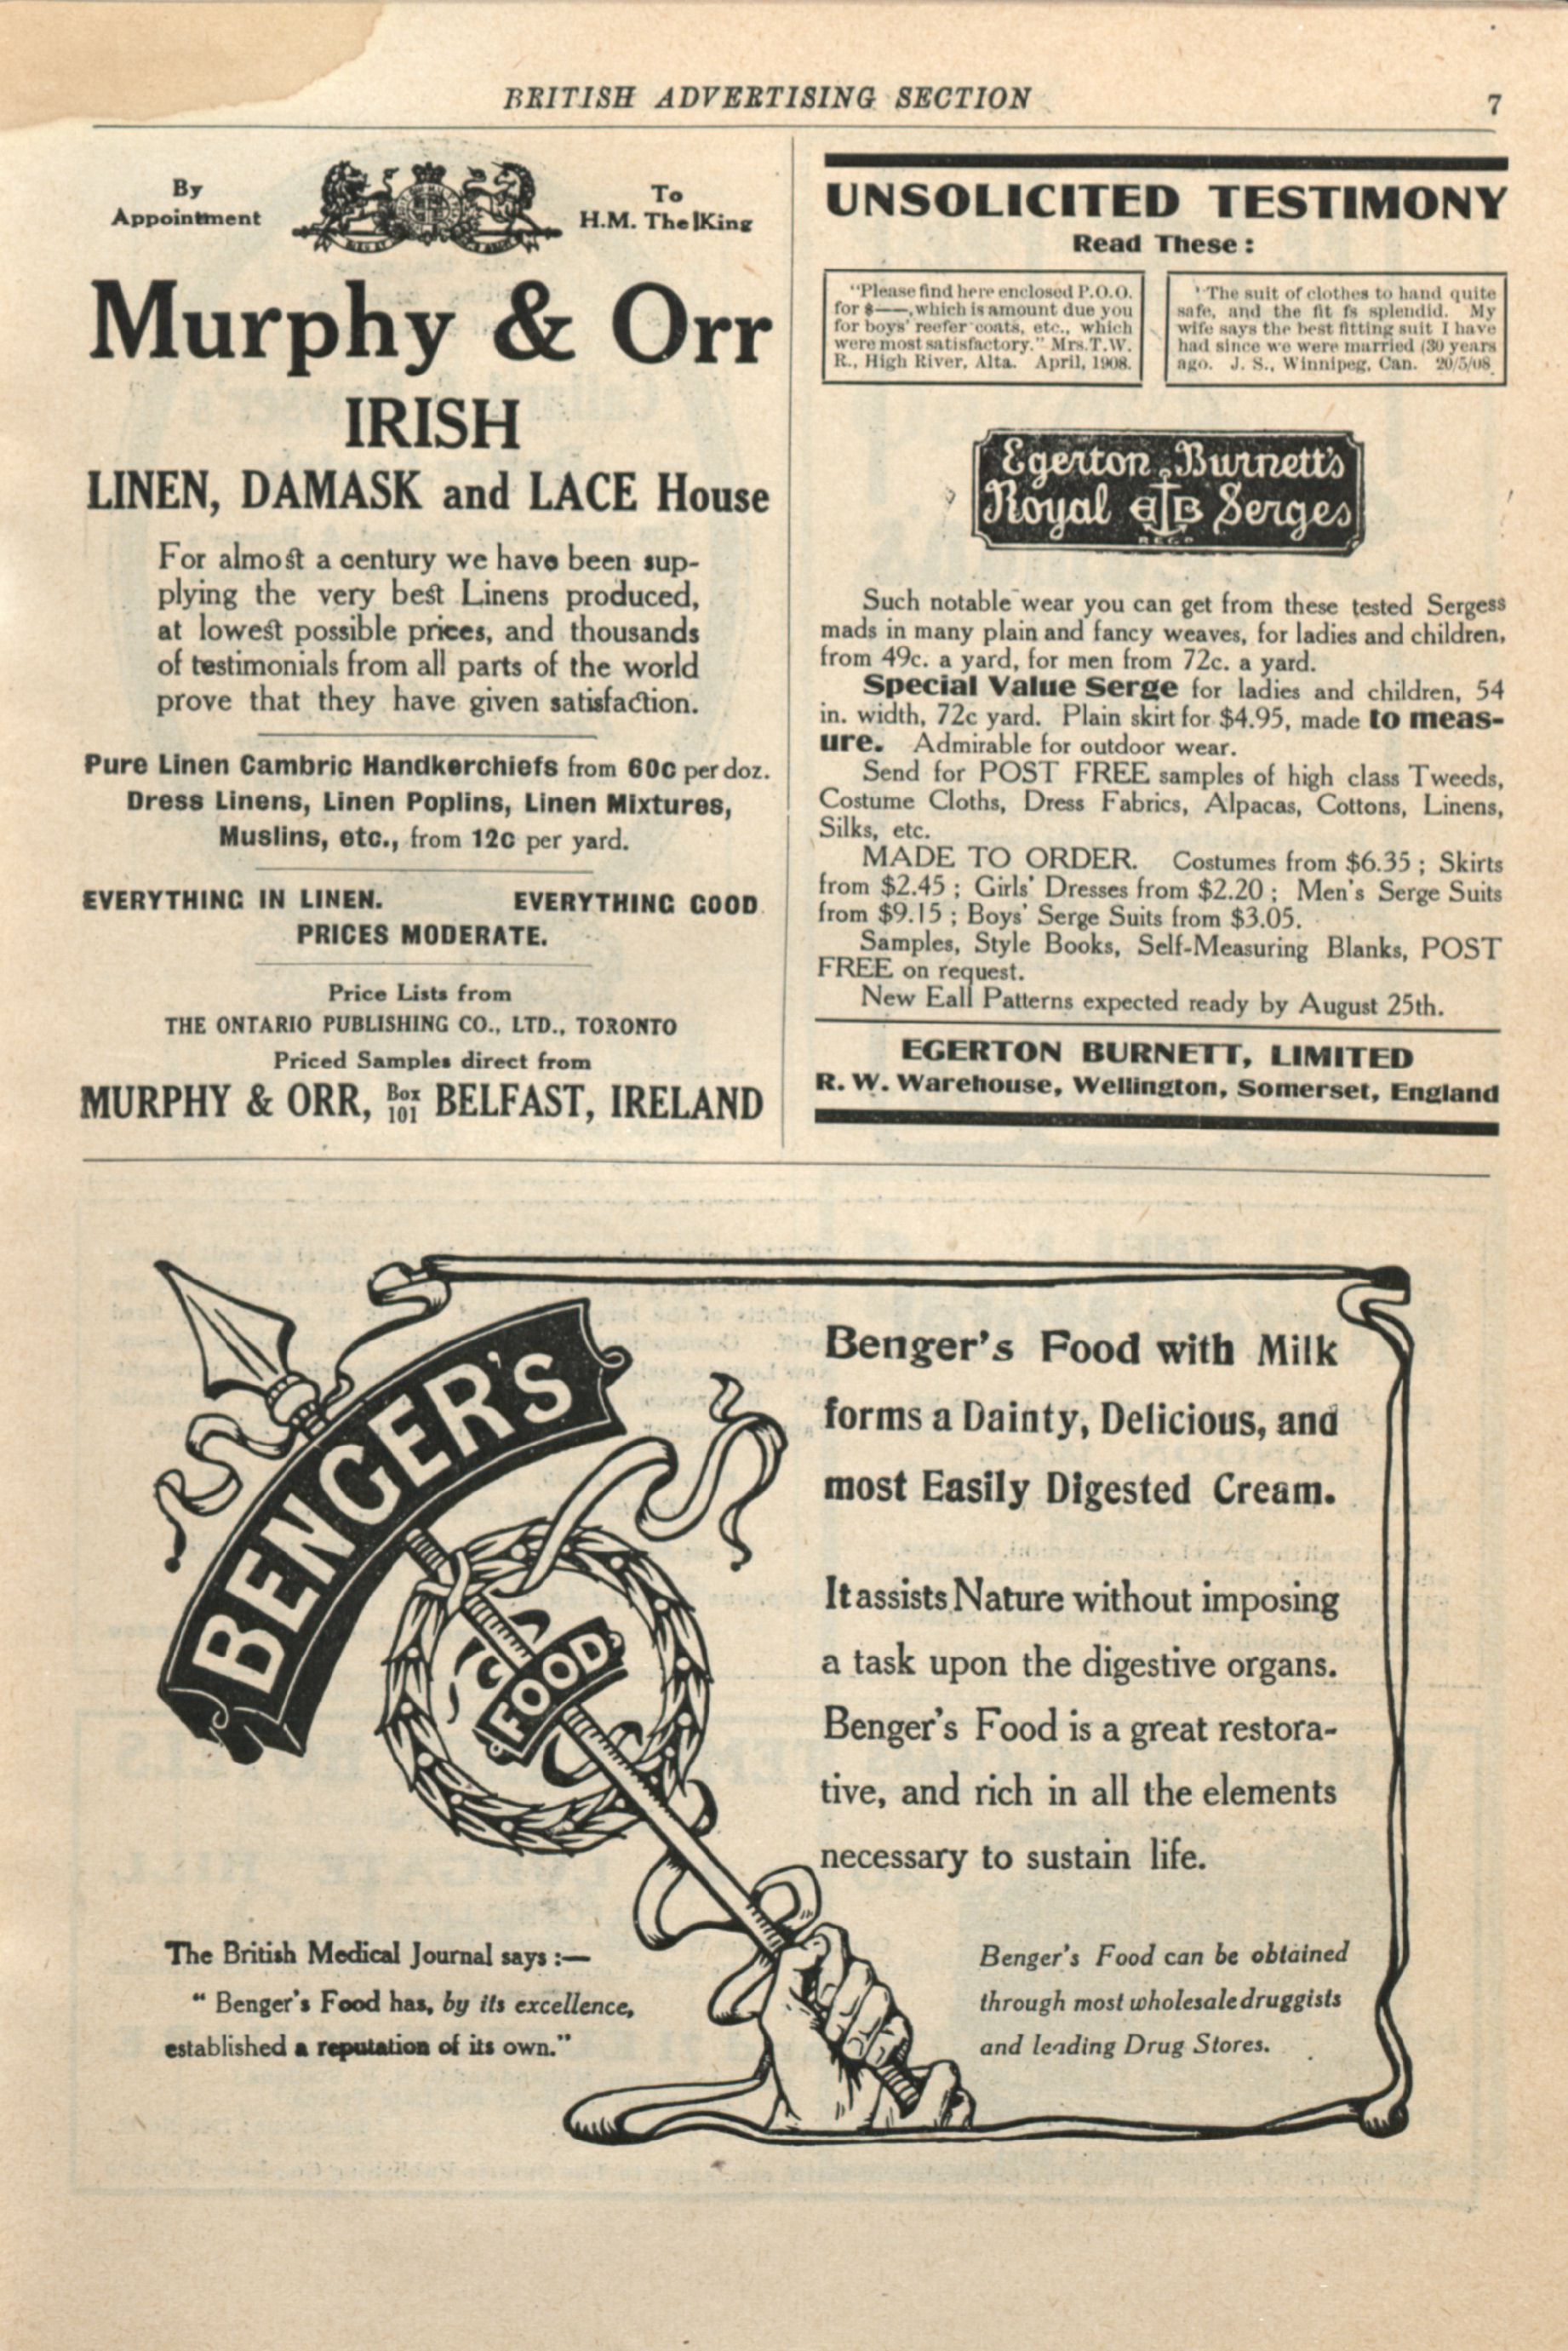 BRITISH ADVERTISING SECTION
7
By
Appointment
To
H.M. The King
Murphy & Orr
IRISH
LINEN, DAMASK and LACE House
For almost a century we have been sup-
plying the very best Linens produced,
at lowest possible prices, and thousands
of testimonials from all parts of the world
prove that they have given satisfaction.
Pure Linen Cambric Handkerchiefs from 60c per doz.
Dress Linens, Linen Poplins, Linen Mixtures,
Muslins, etc., from 12c per yard.
EVERYTHING IN LINEN. EVERYTHING GOOD
PRICES MODERATE.
Price Lists from
THE ONTARIO PUBLISHING CO., LTD., TORONTO
Priced Samples direct from
MURPHY & ORR, Box 101 BELFAST, IRELAND
UNSOLICITED TESTIMONY
Read These:
"Please find here enclosed P.O.O.
for $——, which is amount due you
for boys' reefer coats, etc., which
were most satisfactory." Mrs. T. W.
R., High River, Alta. April, 1908.
'The suit of clothes to hand quite
safe, and the fit fs splendid. My
wife says the best fitting suit I have
had since we were married (30 years
ago. J. S., Winnipeg, Can. 20/5/08
Egerton Burnett's
Royal EB Serges
REGD
Such notable wear you can get from these tested Sergess
mads in many plain and fancy weaves, for ladies and children,
from 49c. a yard, for men from 72c. a yard.
Special Value Serge for ladies and children, 54
in. width, 72c yard. Plain skirt for $4.95, made to meas-
ure. Admirable for outdoor wear.
Send for POST FREE samples of high class Tweeds,
Costume Cloths, Dress Fabrics, Alpacas, Cottons, Linens,
Silks, etc.
MADE TO ORDER. Costumes from $6.35; Skirts
from $2.45; Girls' Dresses from $2.20; Men's Serge Suits
from $9.15; Boys' Serge Suits from $3.05.
Samples, Style Books, Self-Measuring Blanks, POST
FREE on request.
New Eall Patterns expected ready by August 25th.
EGERTON BURNETT, LIMITED
R. W. Warehouse, Wellington, Somerset, England
BENGER'S
FOOD
Benger's Food with Milk
forms a Dainty, Delicious, and
most Easily Digested Cream.
It assists Nature without imposing
a task upon the digestive organs.
Benger's Food is a great restora-
tive, and rich in all the elements
necessary to sustain life.
The British Medical Journal says:—
"Benger's Food has, by its excellence,
established a reputation of its own."
Benger's Food can be obtained
through most wholesale druggists
and leading Drug Stores.